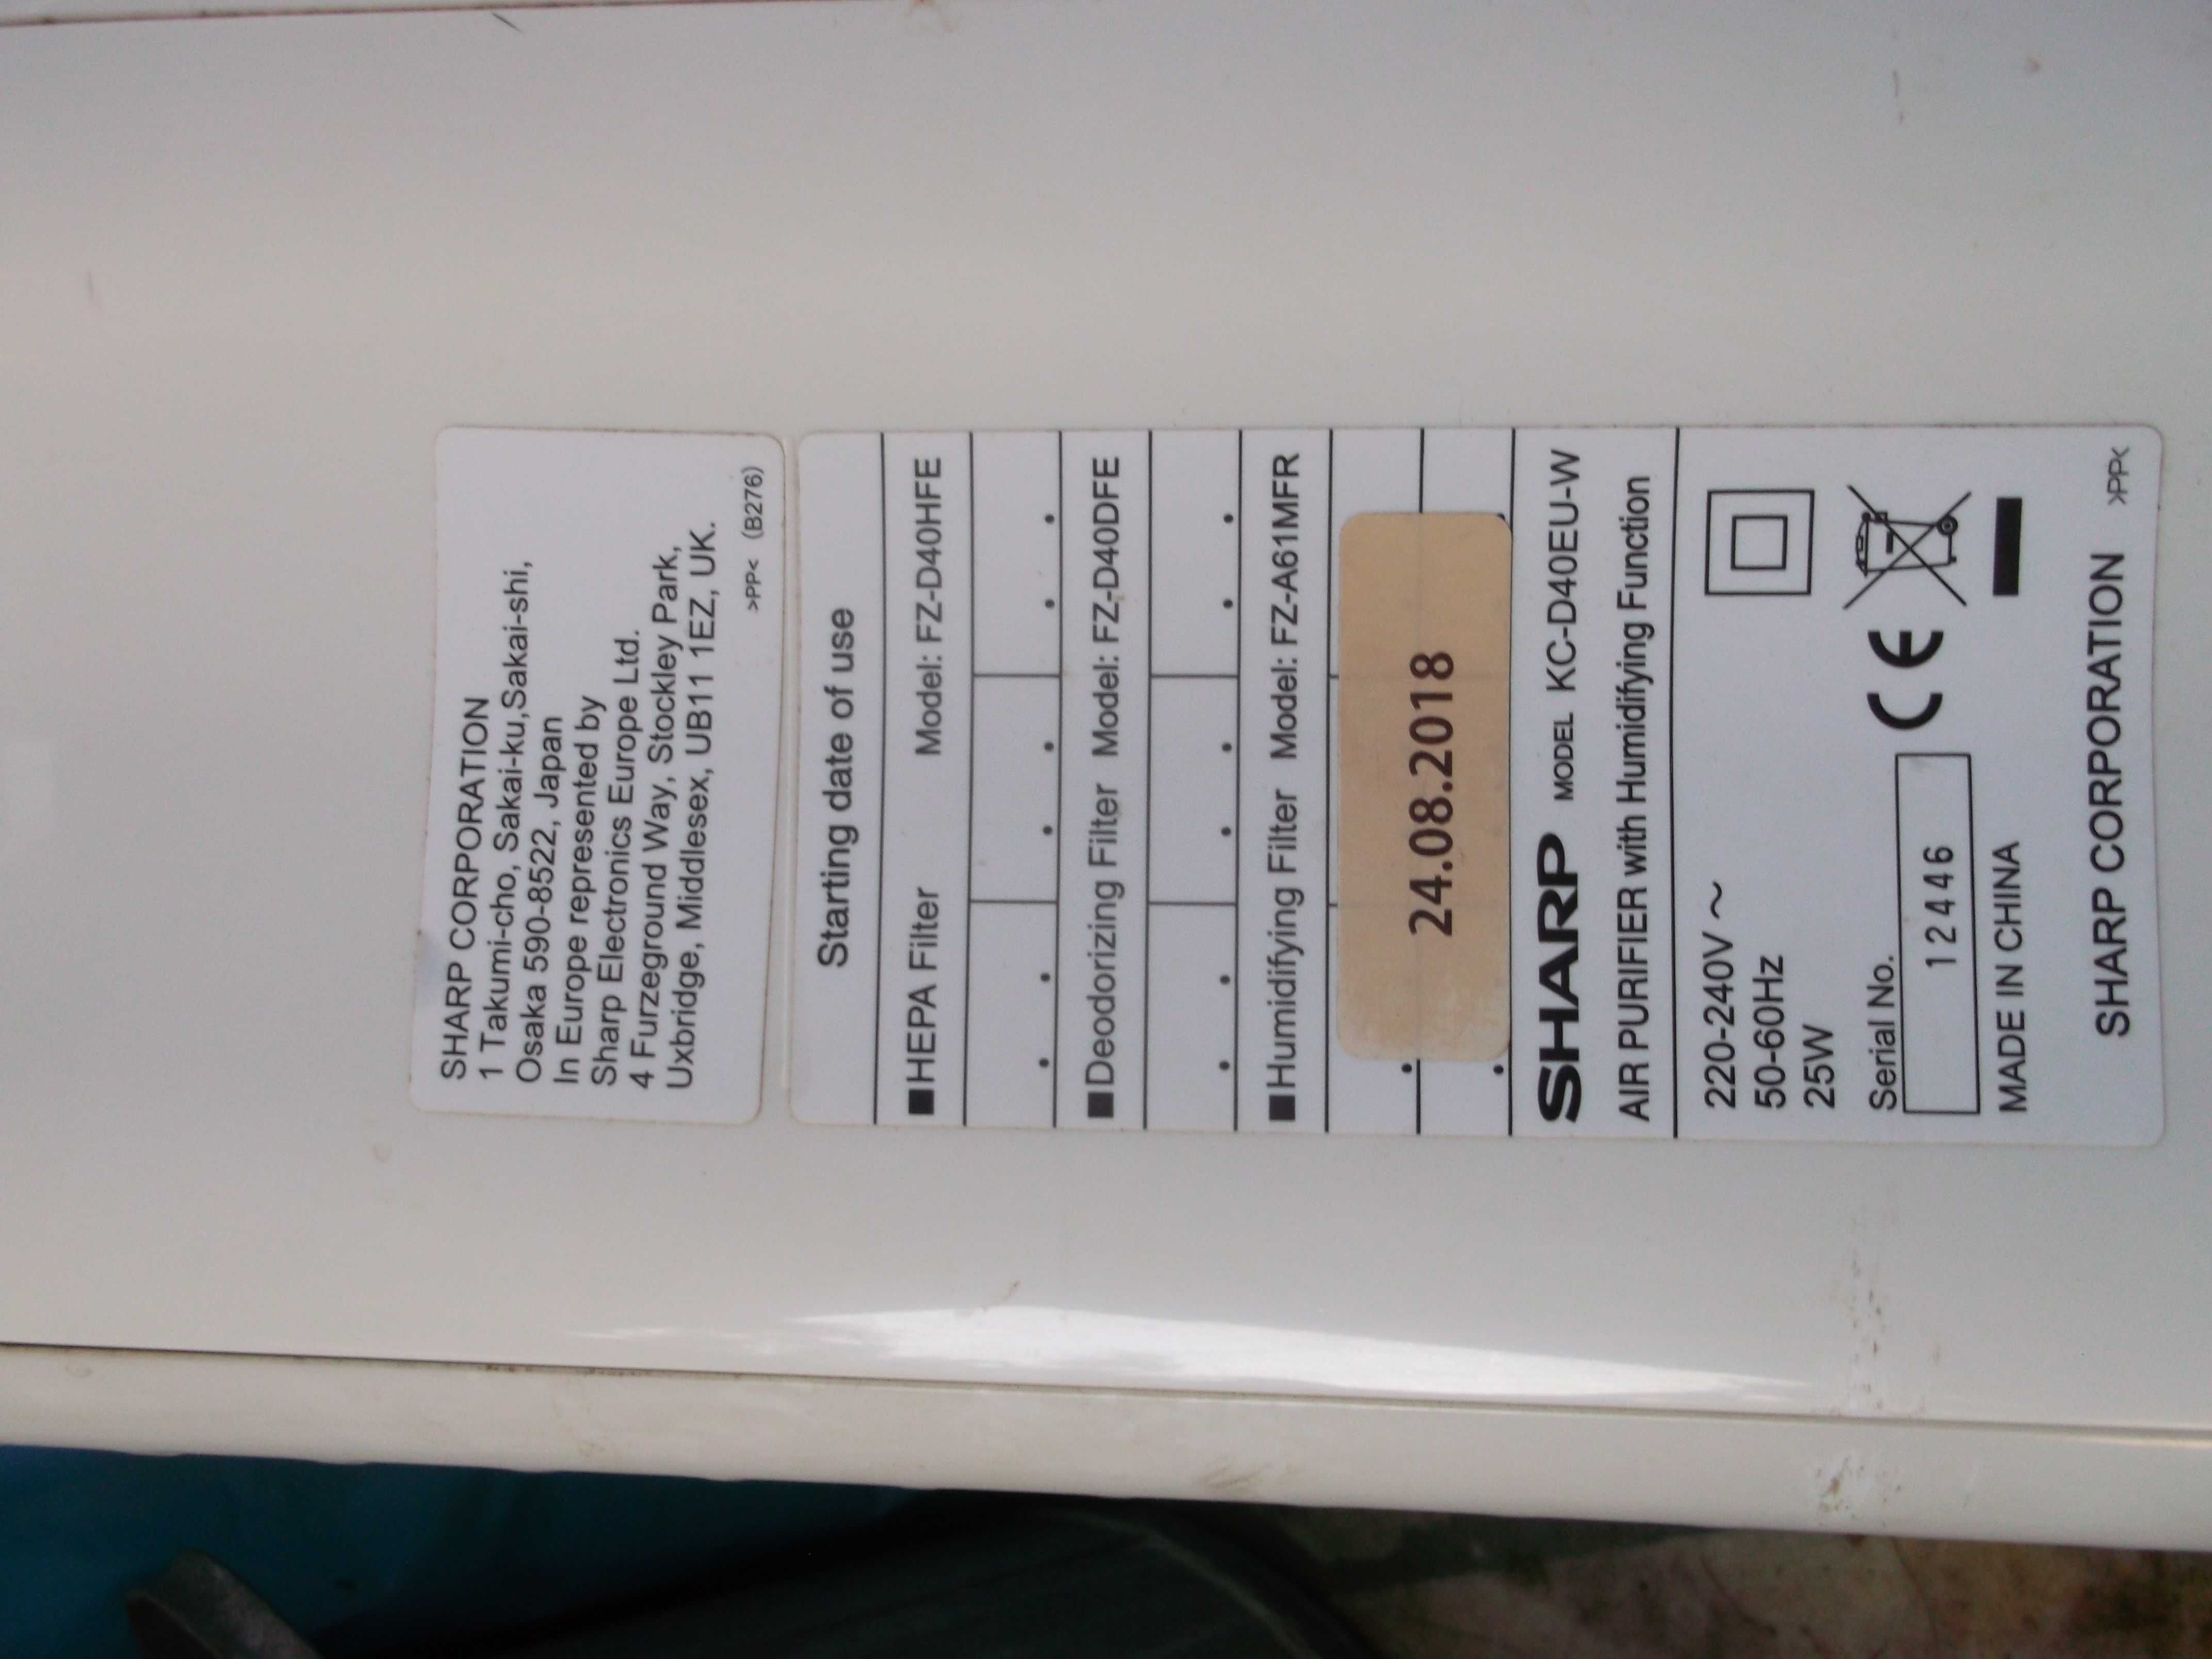 SHARP CORPORATION
1 Takumi-cho, Sakai-ku,Sakai-shi,
Osaka 590-8522, Japan
In Europe represented by
Sharp Electronics Europe Ltd.
4 Furzeground Way, Stockley Park,
Uxbridge, Middlesex, UB11 1EZ, UK.
>PP< (B276)
Starting date of use
■HEPA Filter Model: FZ-D40HFE
. . . . . .
■Deodorizing Filter Model: FZ-D40DFE
. . . . . .
■Humidifying Filter Model: FZ-A61MFR
24.08.2018
SHARP MODEL KC-D40EU-W
AIR PURIFIER with Humidifying Function
220-240V ~
50-60Hz
25W
Serial No.
12446
CE
MADE IN CHINA
SHARP CORPORATION >PP<